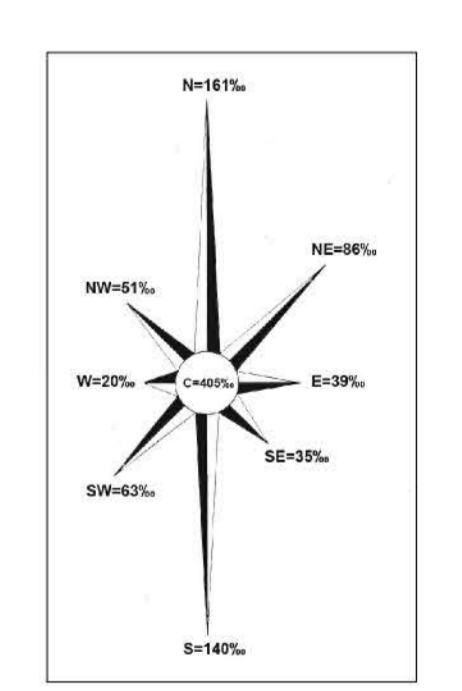 N=161‰
NE=86‰
NW=51‰
W=20‰
C=405‰
E=39‰
SE=35‰
SW=63‰
S=140‰